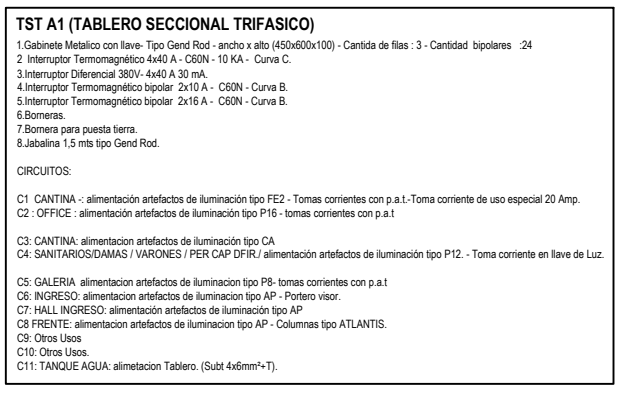 TST A1 (TABLERO SECCIONAL TRIFASICO)
1.Gabinete Metalico con llave- Tipo Gend Rod - ancho x alto (450x600x100) - Cantida de filas : 3 - Cantidad bipolares :24
2 Interruptor Termomagnético 4x40 A - C60N - 10 KA - Curva C.
3.Interruptor Diferencial 380V- 4x40 A 30 mA.
4.Interruptor Termomagnético bipolar 2x10 A - C60N - Curva B.
5.Interruptor Termomagnético bipolar 2x16 A - C60N - Curva B.
6.Borneras.
7.Bornera para puesta tierra.
8.Jabalina 1,5 mts tipo Gend Rod.
CIRCUITOS:
C1 CANTINA -: alimentación artefactos de iluminación tipo FE2 - Tomas corrientes con p.a.t.-Toma corriente de uso especial 20 Amp.
C2 : OFFICE : alimentación artefactos de iluminación tipo P16 - tomas corrientes con p.a.t
C3: CANTINA: alimentacion artefactos de iluminación tipo CA
C4: SANITARIOS/DAMAS / VARONES / PER CAP DFIR./ alimentación artefactos de iluminación tipo P12. - Toma corriente en llave de Luz.
C5: GALERIA alimentacion artefactos de iluminacion tipo P8- tomas corrientes con p.a.t
C6: INGRESO: alimentacion artefactos de iluminacion tipo AP - Portero visor.
C7: HALL INGRESO: alimentación artefactos de iluminación tipo AP
C8 FRENTE: alimentacion artefactos de iluminacion tipo AP - Columnas tipo ATLANTIS.
C9: Otros Usos
C10: Otros Usos.
C11: TANQUE AGUA: alimetacion Tablero. (Subt 4x6mm²+T).